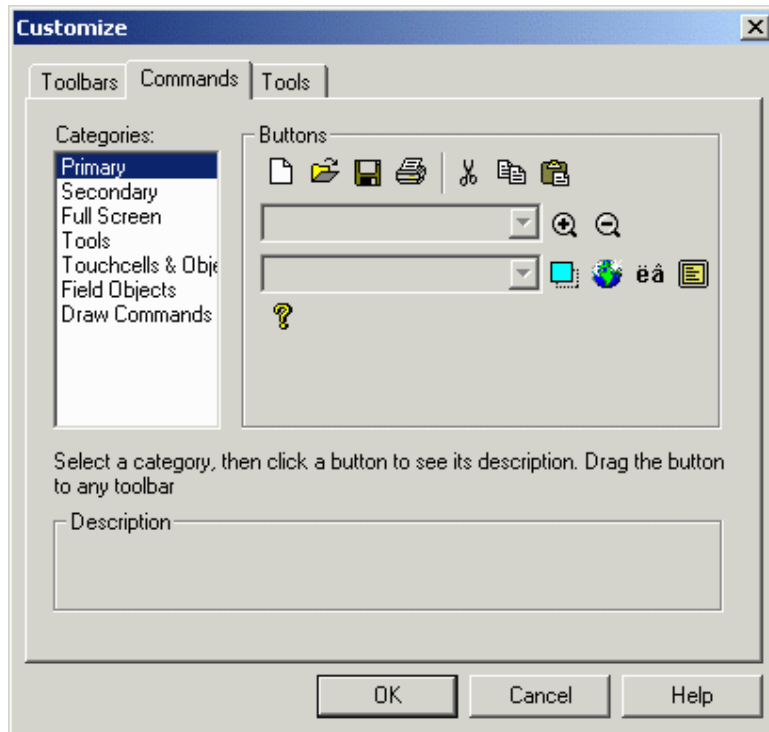 Customize
Toolbars Commands Tools
Categories:
Buttons
Primary
Secondary
Full Screen
Tools
Touchcells & Obje
Field Objects
Draw Commands
ëâ
Select a category, then click a button to see its description. Drag the button
to any toolbar
Description
OK Cancel Help